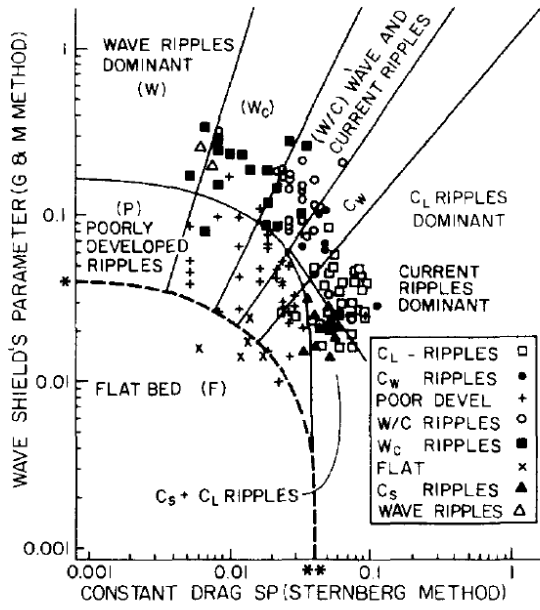 WAVE SHIELD'S PARAMETER (G & M METHOD)
1
0.1
*
0.01
0.001
WAVE RIPPLES
DOMINANT
(W)
(Wc)
(W/C) WAVE AND
CURRENT RIPPLES
Cw
CL RIPPLES
DOMINANT
(P)
POORLY
DEVELOPED
RIPPLES
CURRENT
RIPPLES
DOMINANT
FLAT BED (F)
CS + CL RIPPLES
CL - RIPPLES □
CW RIPPLES ●
POOR DEVEL +
W/C RIPPLES ○
WC RIPPLES ■
FLAT ×
CS RIPPLES ▲
WAVE RIPPLES △
0.001 0.01 ** 0.1 1
CONSTANT DRAG SP (STERNBERG METHOD)